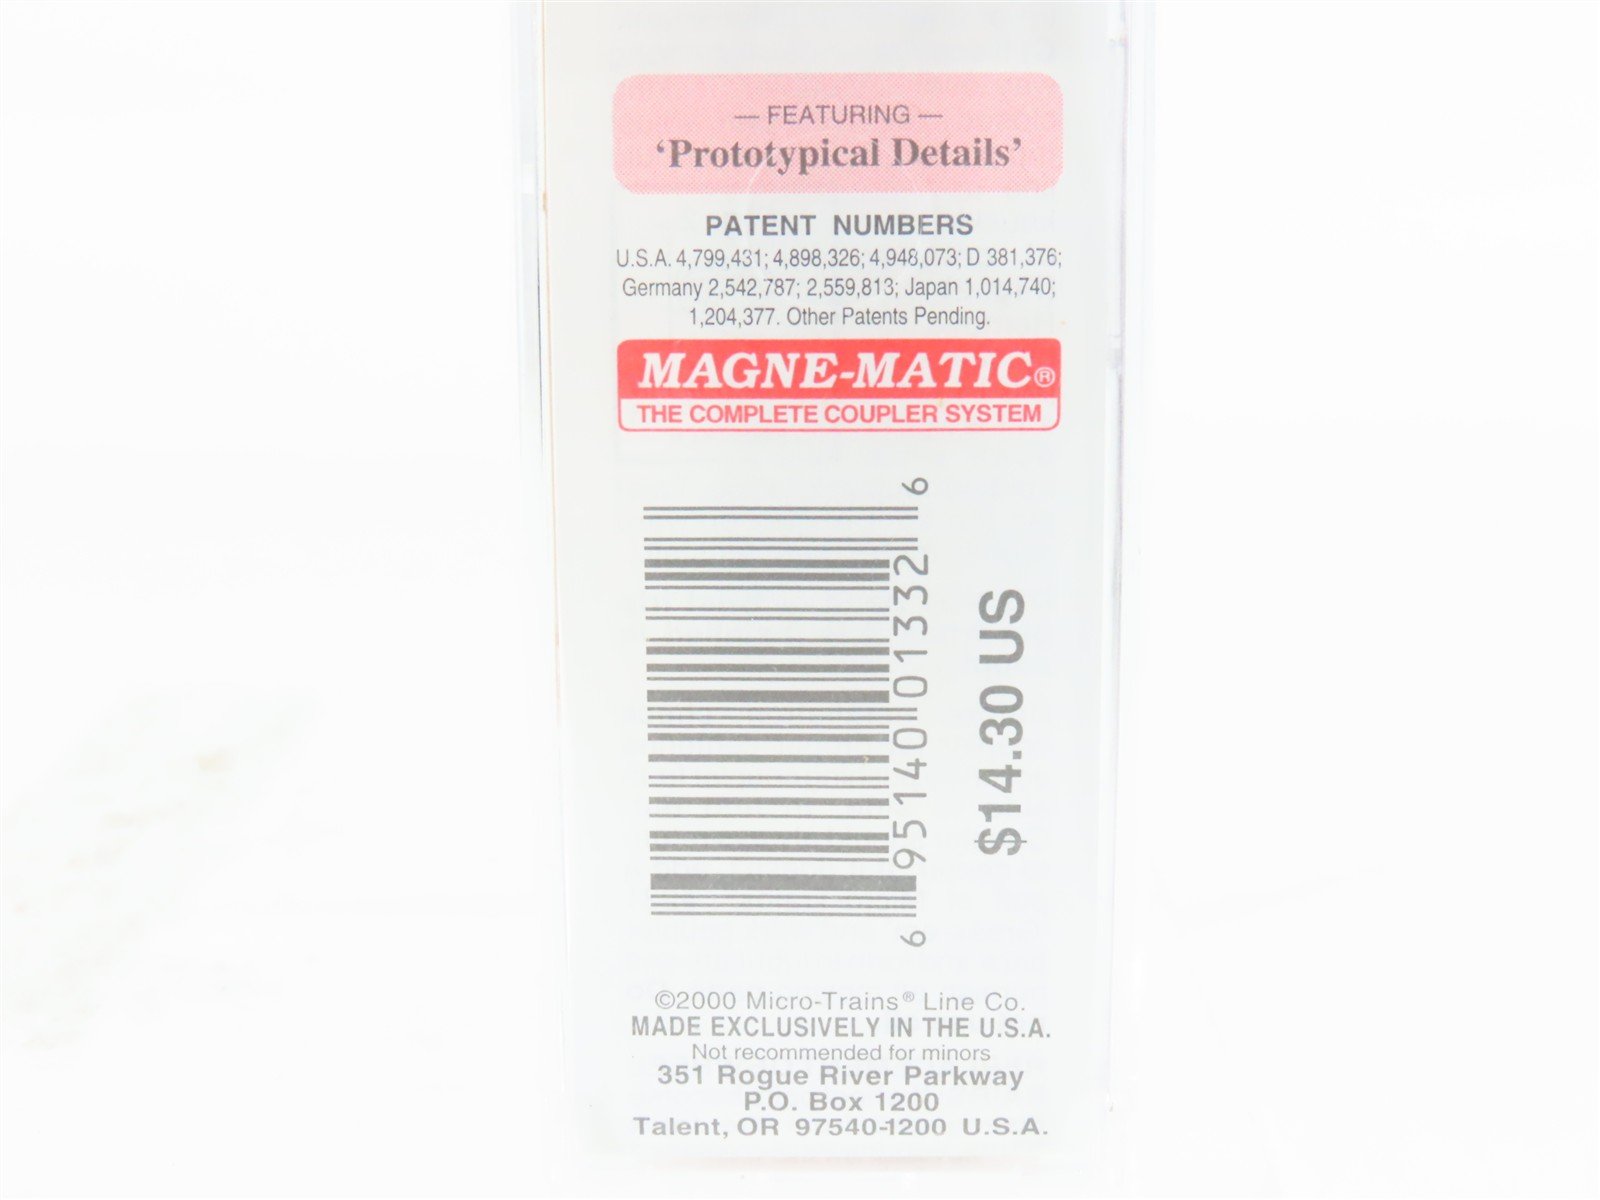 — FEATURING —
‘Prototypical Details’
PATENT NUMBERS
U.S.A. 4,799,431; 4,898,326; 4,948,073; D 381,376;
Germany 2,542,787; 2,559,813; Japan 1,014,740;
1,204,377. Other Patents Pending.
MAGNE-MATIC®
THE COMPLETE COUPLER SYSTEM
6 95140 01332 6
$14.30 US
©2000 Micro-Trains® Line Co.
MADE EXCLUSIVELY IN THE U.S.A.
Not recommended for minors
351 Rogue River Parkway
P.O. Box 1200
Talent, OR 97540-1200 U.S.A.